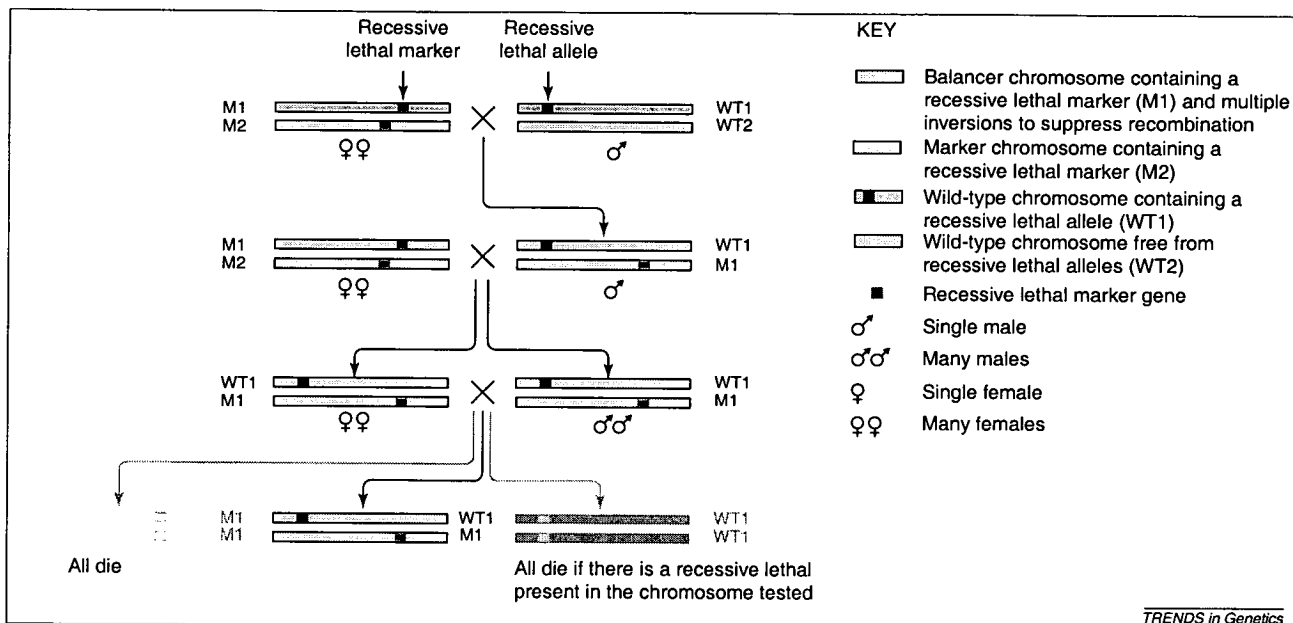 Recessive
lethal marker
Recessive
lethal allele
M1
M2
♀♀
WT1
WT2
♂
M1
M2
♀♀
WT1
M1
♂
WT1
M1
♀♀
WT1
M1
♂♂
M1
M1
WT1
M1
WT1
WT1
All die
All die if there is a recessive lethal
present in the chromosome tested
KEY
Balancer chromosome containing a
recessive lethal marker (M1) and multiple
inversions to suppress recombination
Marker chromosome containing a
recessive lethal marker (M2)
Wild-type chromosome containing a
recessive lethal allele (WT1)
Wild-type chromosome free from
recessive lethal alleles (WT2)
Recessive lethal marker gene
♂ Single male
♂♂ Many males
♀ Single female
♀♀ Many females
TRENDS in Genetics